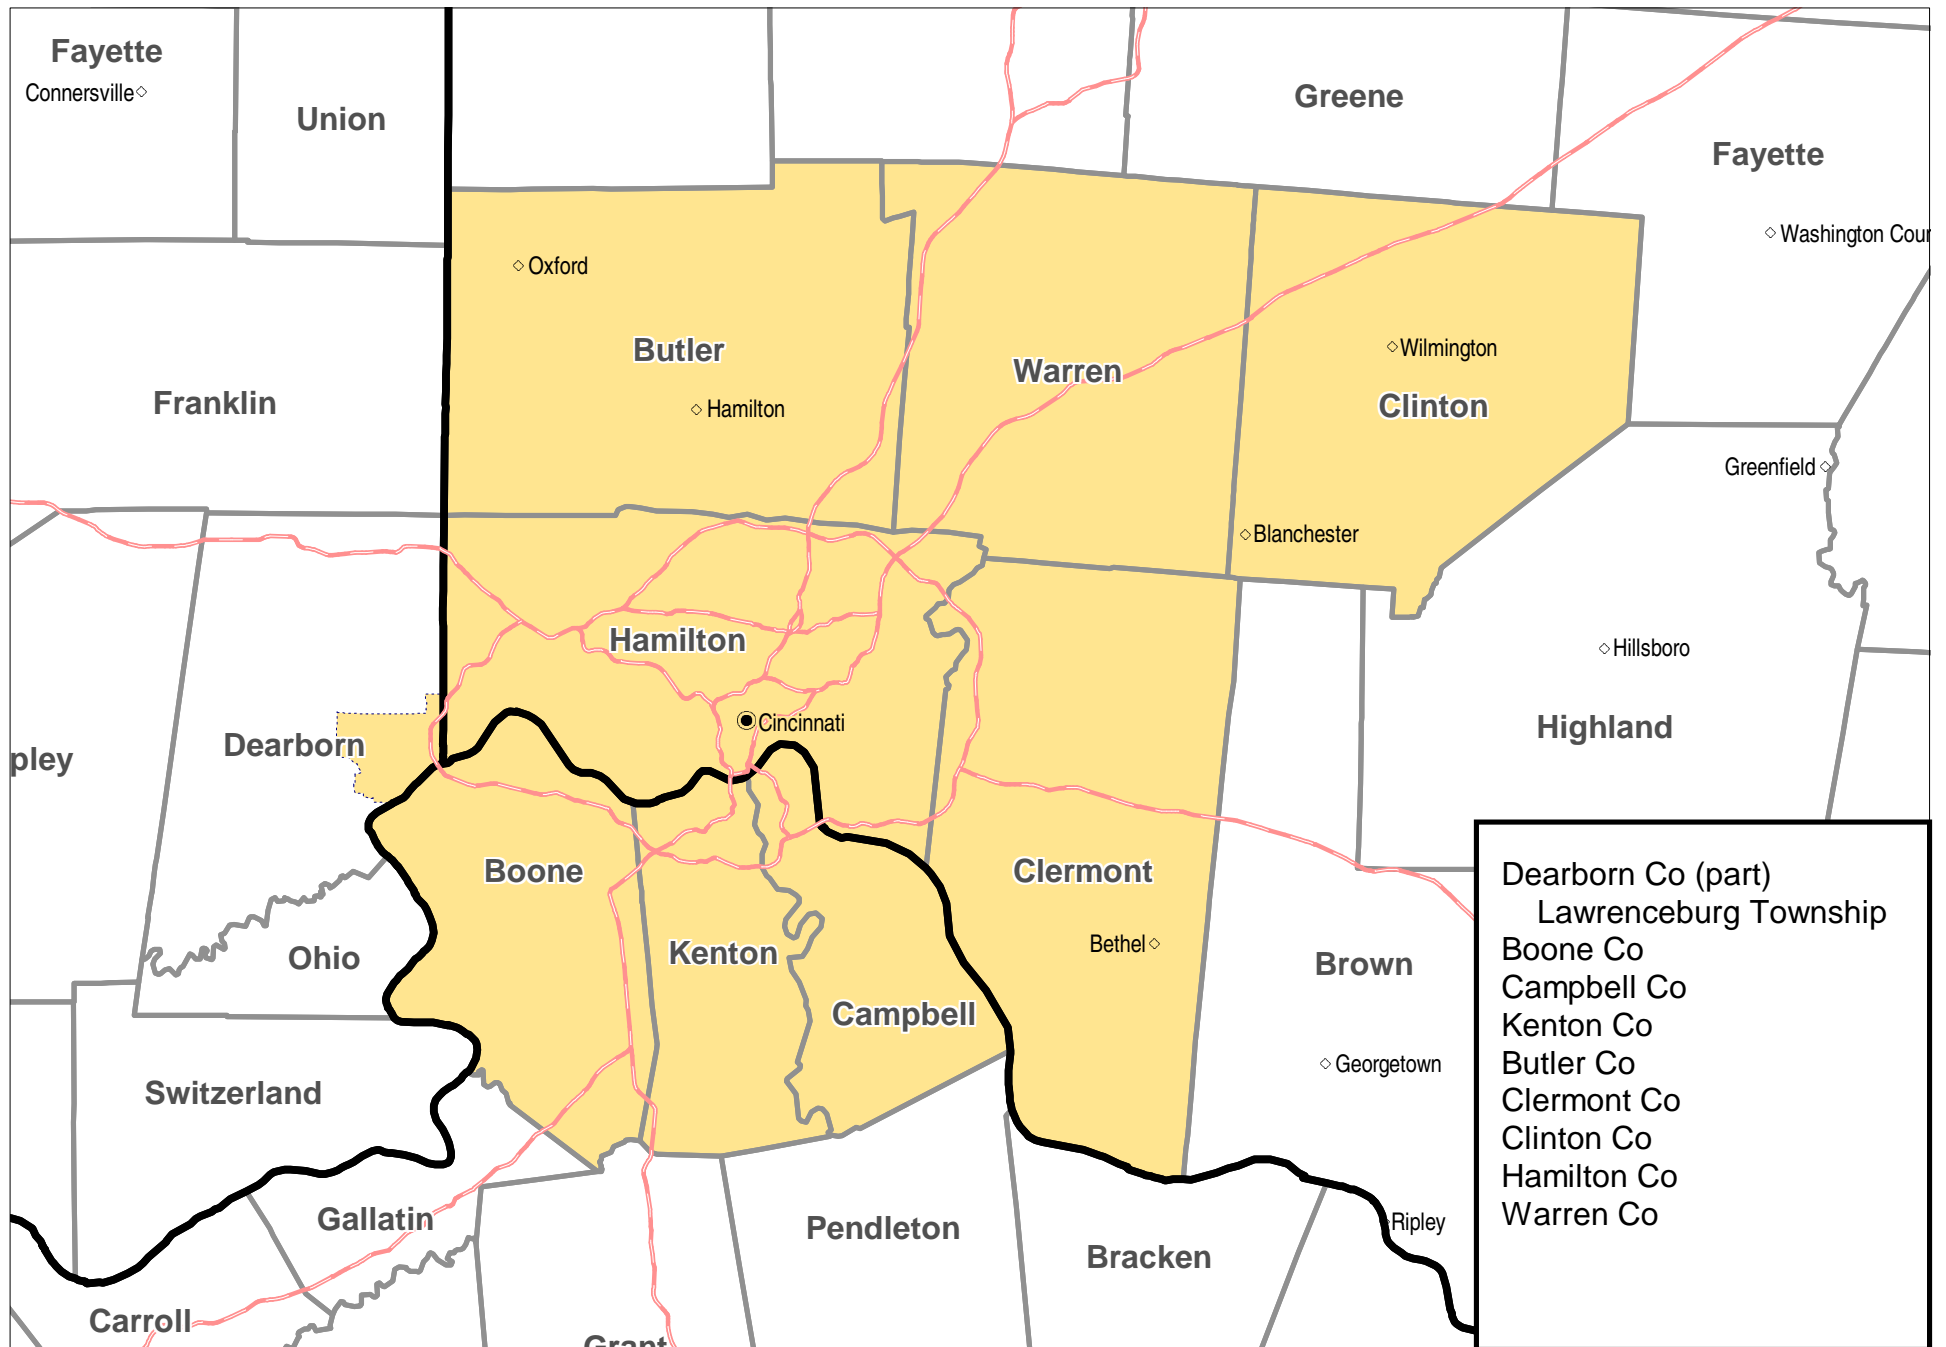 Fayette
Connersville
Union
Greene
Fayette
Washington Cour
Oxford
Butler
Warren
Wilmington
Clinton
Franklin
Hamilton
Greenfield
Blanchester
Hamilton
Hillsboro
Cincinnati
Highland
Dearborn
pley
Boone
Clermont
Kenton
Bethel
Ohio
Brown
Campbell
Georgetown
Switzerland
Gallatin
Pendleton
Bracken
Ripley
Carroll
Grant
Dearborn Co (part)
Lawrenceburg Township
Boone Co
Campbell Co
Kenton Co
Butler Co
Clermont Co
Clinton Co
Hamilton Co
Warren Co